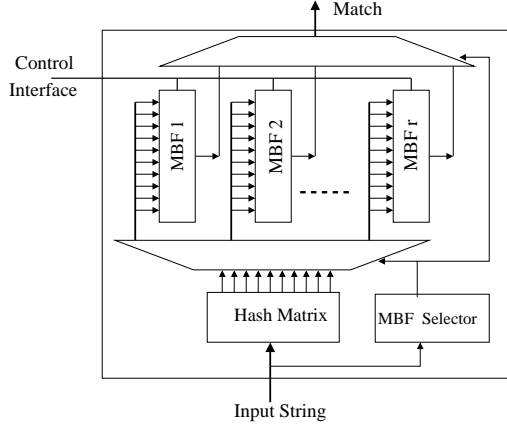 Match
Control
Interface
MBF 1
MBF 2
MBF r
Hash Matrix
MBF Selector
Input String